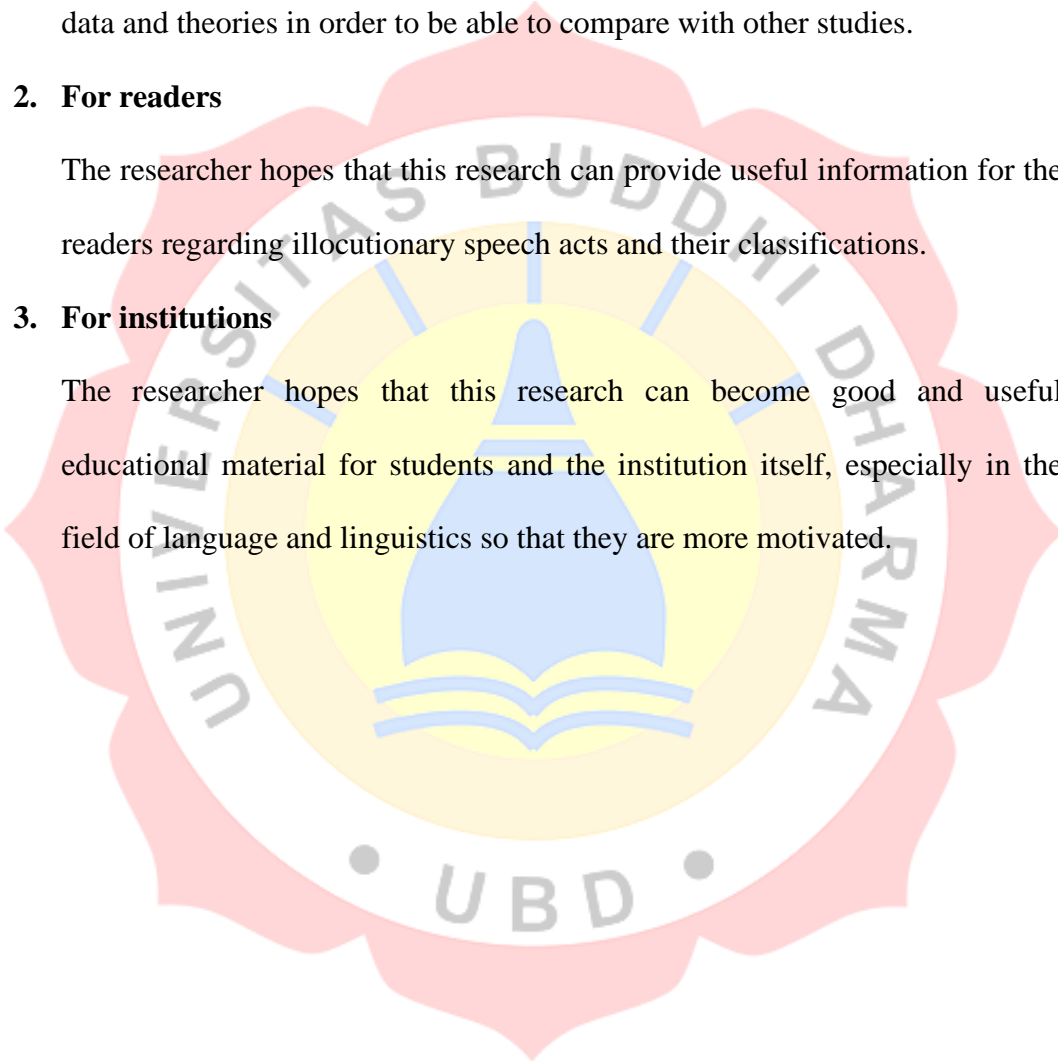 data and theories in order to be able to compare with other studies.
2. For readers
The researcher hopes that this research can provide useful information for the
readers regarding illocutionary speech acts and their classifications.
3. For institutions
The researcher hopes that this research can become good and useful
educational material for students and the institution itself, especially in the
field of language and linguistics so that they are more motivated.
UNIVERSITAS BUDDHI DHARMA
• UBD •